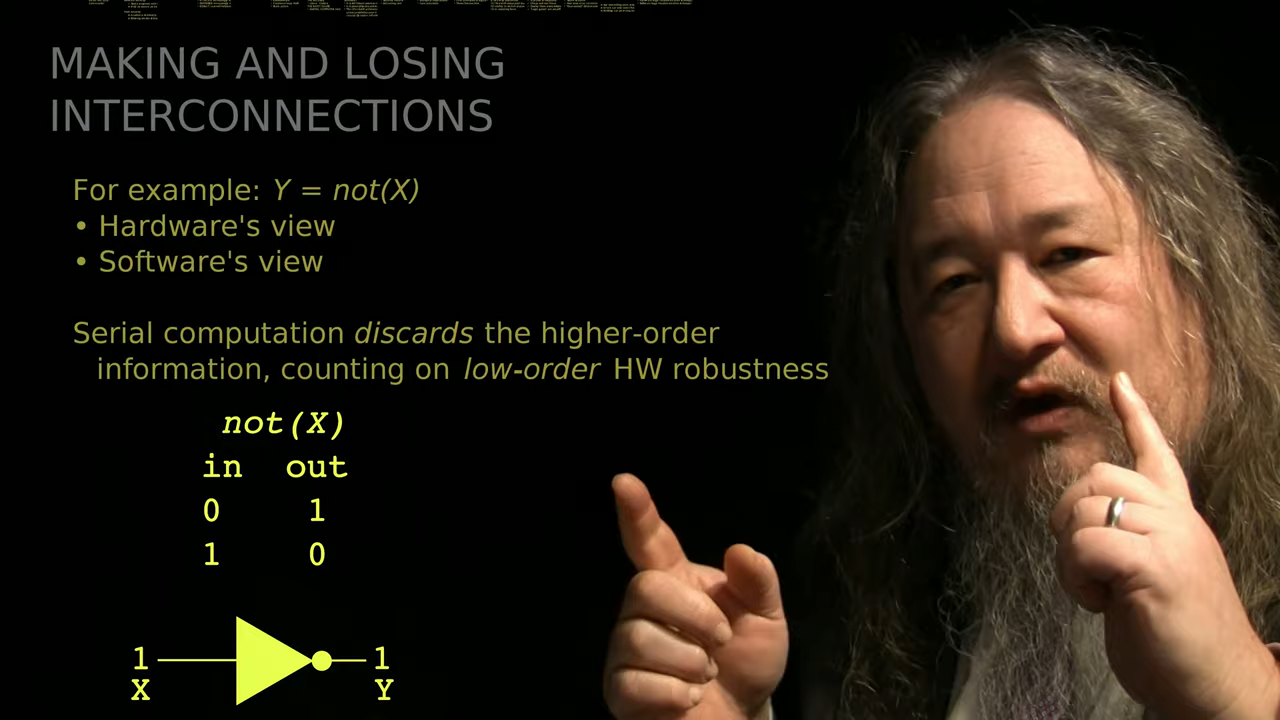 MAKING AND LOSING
INTERCONNECTIONS
For example: Y = not(X)
• Hardware's view
• Software's view
Serial computation discards the higher-order
information, counting on low-order HW robustness
not(X)
in out
0 1
1 0
1 1
X Y